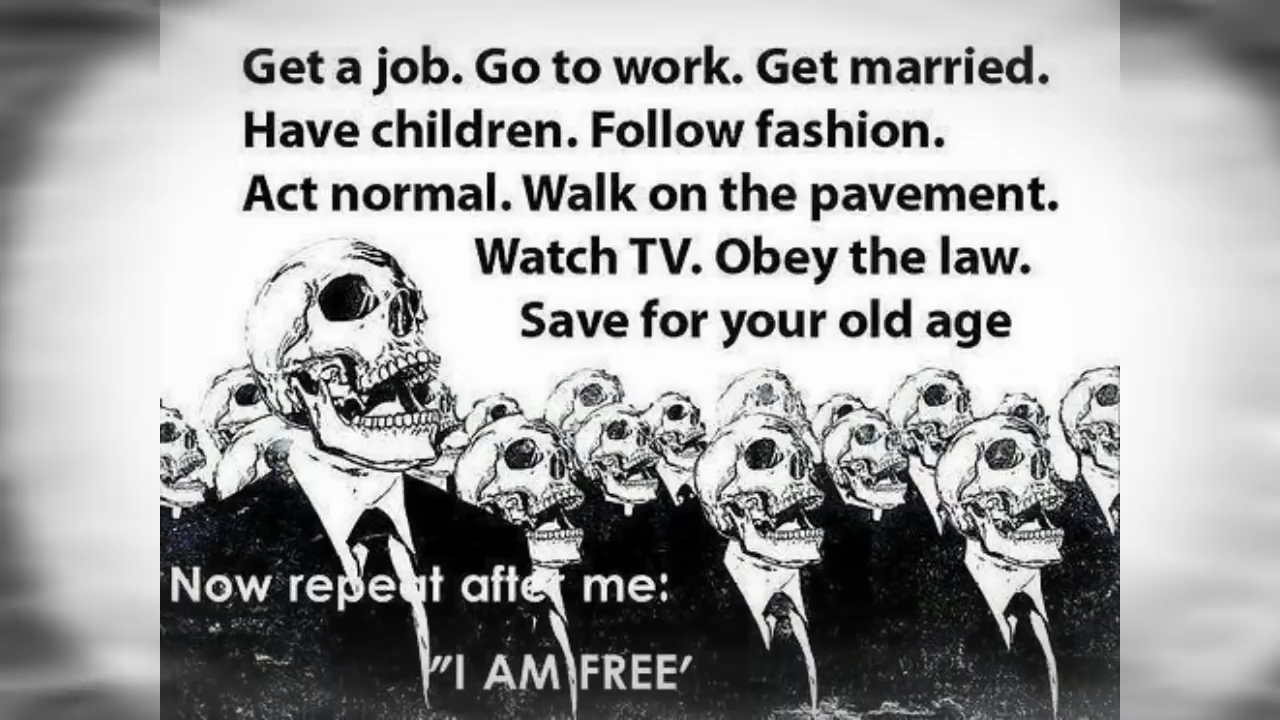 Get a job. Go to work. Get married.
Have children. Follow fashion.
Act normal. Walk on the pavement.
Watch TV. Obey the law.
Save for your old age
Now repeat after me:
"I AM FREE'